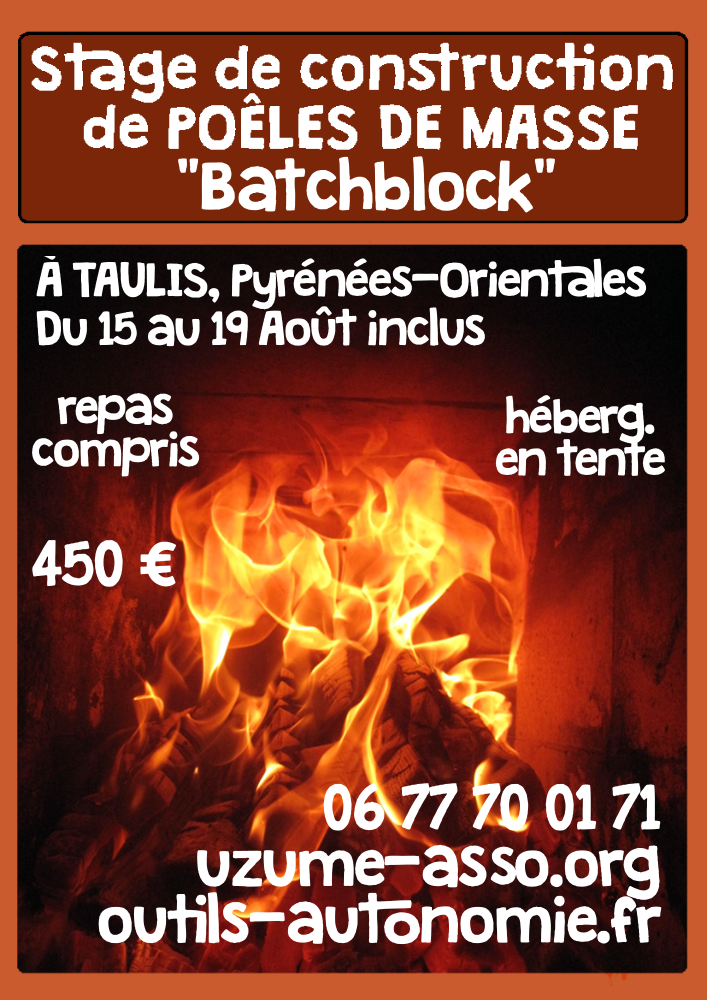 Stage de construction
de POÊLES DE MASSE
"Batchblock"
À TAULIS, Pyrénées-Orientales
Du 15 au 19 Août inclus
repas
compris
héberg.
en tente
450 €
06 77 70 01 71
uzume-asso.org
outils-autonomie.fr